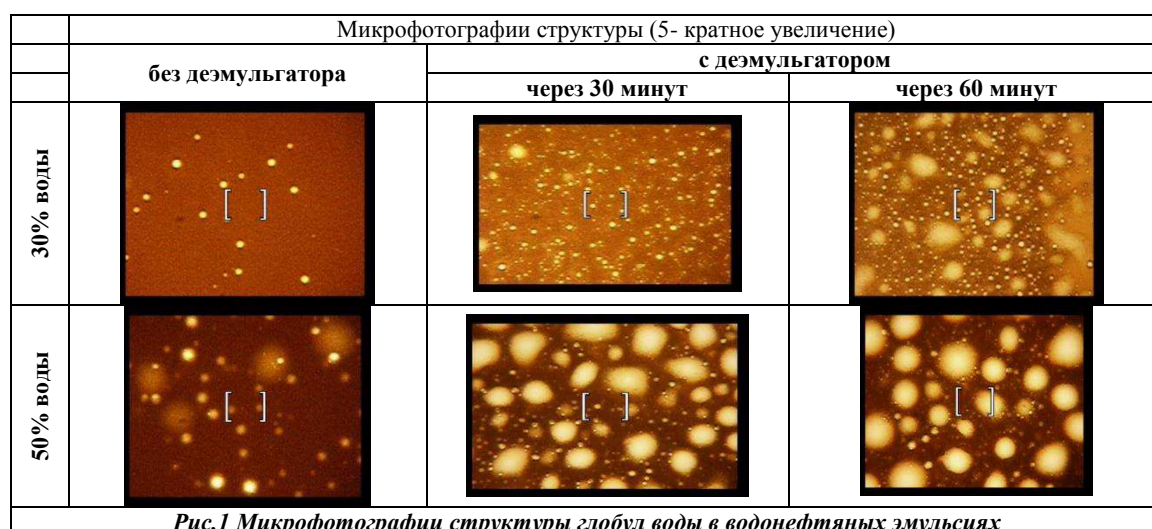 Микрофотографии структуры (5- кратное увеличение)
без деэмульгатора
с деэмульгатором
через 30 минут
через 60 минут
30% воды
50% воды
Рис.1 Микрофотографии структуры глобул воды в водонефтяных эмульсиях